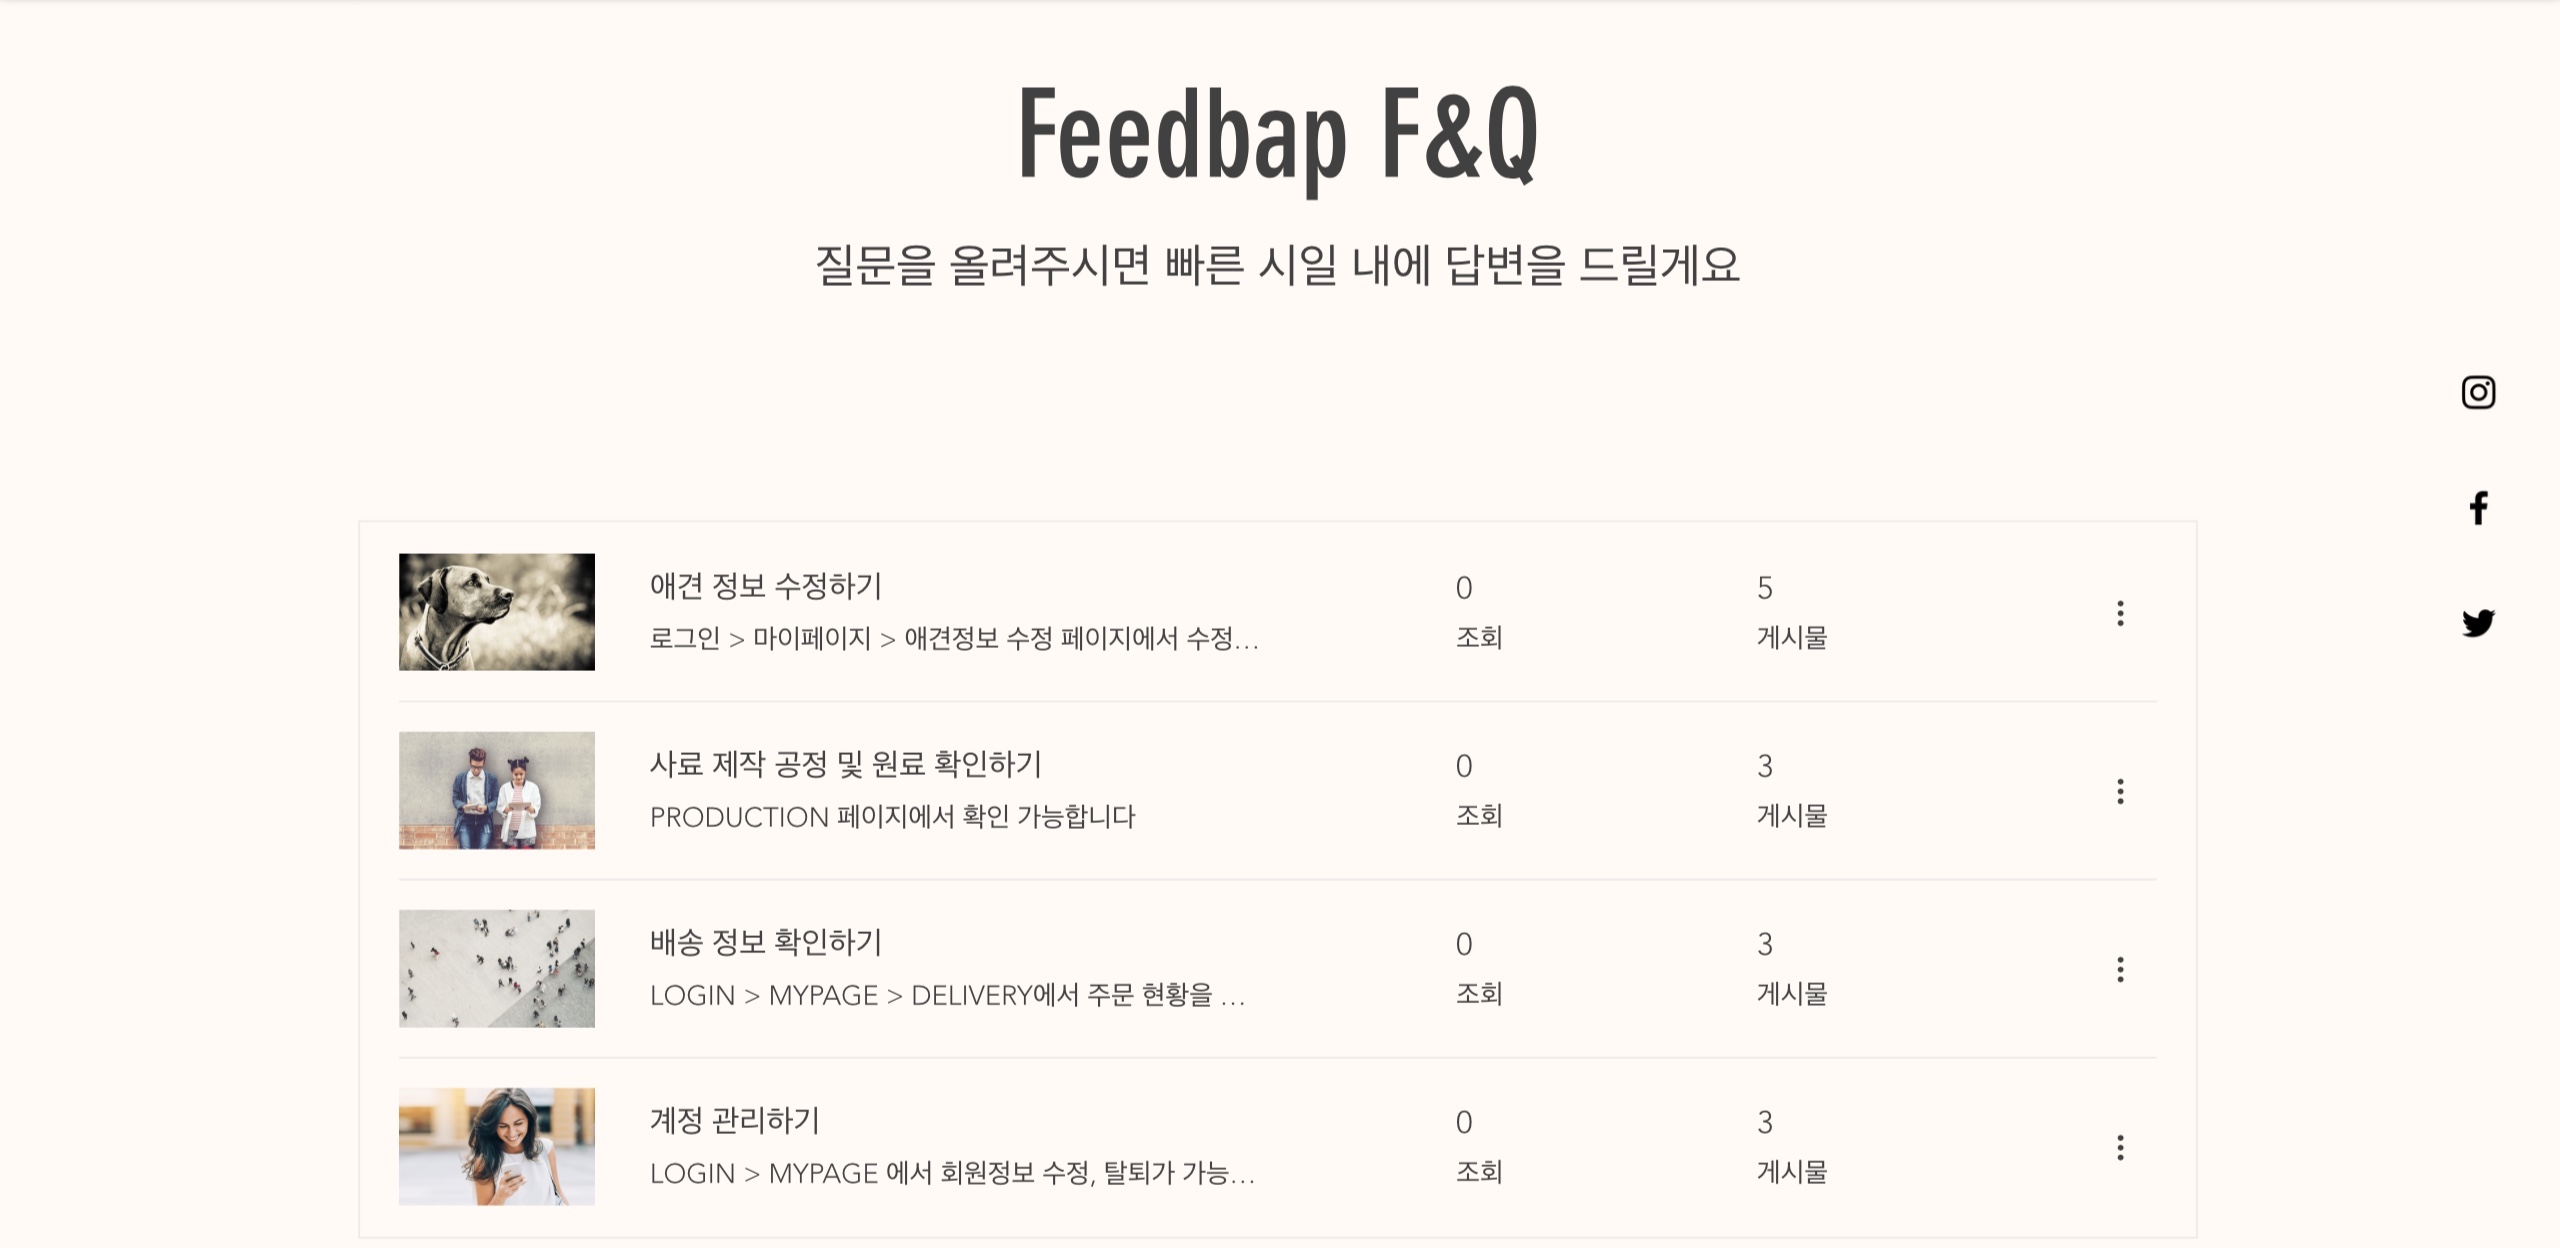 Feedbap F&Q
질문을 올려주시면 빠른 시일 내에 답변을 드릴게요
애견 정보 수정하기
로그인 > 마이페이지 > 애견정보 수정 페이지에서 수정…
0
조회
5
게시물
사료 제작 공정 및 원료 확인하기
PRODUCTION 페이지에서 확인 가능합니다
0
조회
3
게시물
배송 정보 확인하기
LOGIN > MYPAGE > DELIVERY에서 주문 현황을 …
0
조회
3
게시물
계정 관리하기
LOGIN > MYPAGE 에서 회원정보 수정, 탈퇴가 가능…
0
조회
3
게시물